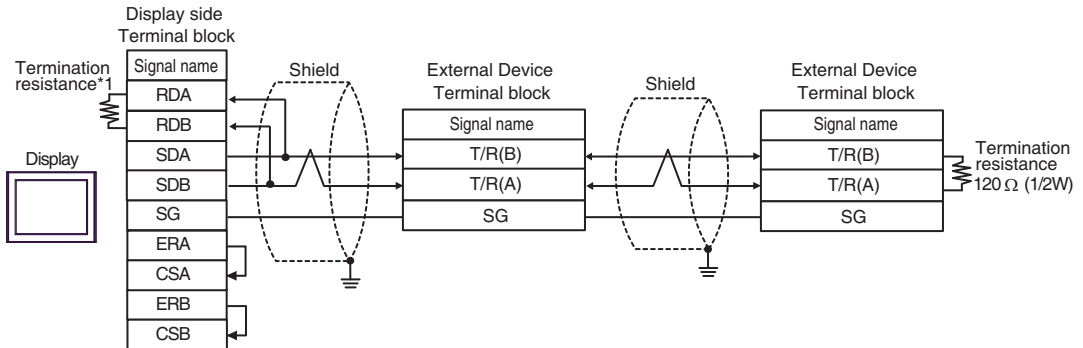 Display side
Terminal block
Signal name
Termination
resistance*1
RDA
RDB
SDA
SDB
SG
ERA
CSA
ERB
CSB
Display
Shield
External Device
Terminal block
Signal name
T/R(B)
T/R(A)
SG
Shield
External Device
Terminal block
Signal name
T/R(B)
T/R(A)
SG
Termination
resistance
120 Ω (1/2W)